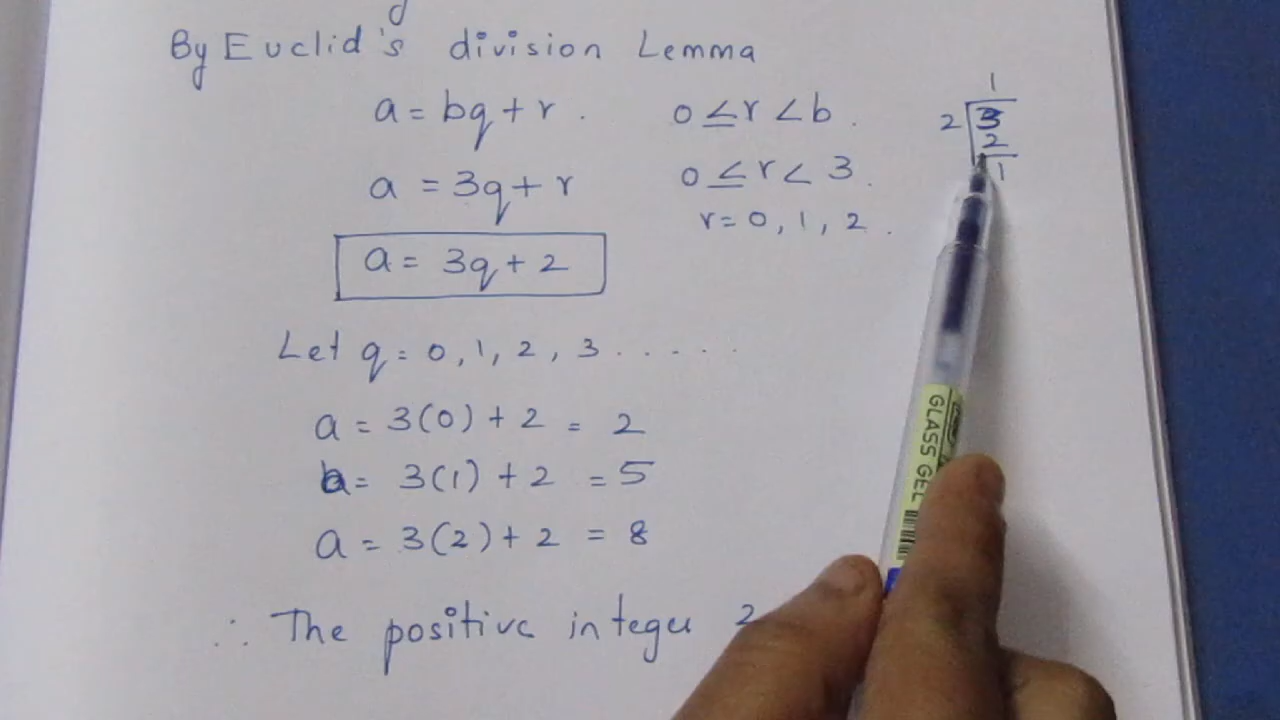 By Euclid's division Lemma
a = bq + r . 0 ≤ r < b .
a = 3q + r 0 ≤ r < 3 .
r = 0, 1, 2 .
a = 3q + 2
1
2 3
2
1
Let q = 0, 1, 2, 3 . . . . .
a = 3(0) + 2 = 2
a = 3(1) + 2 = 5
a = 3(2) + 2 = 8
∴ The positive integer 2
GLASS GEL